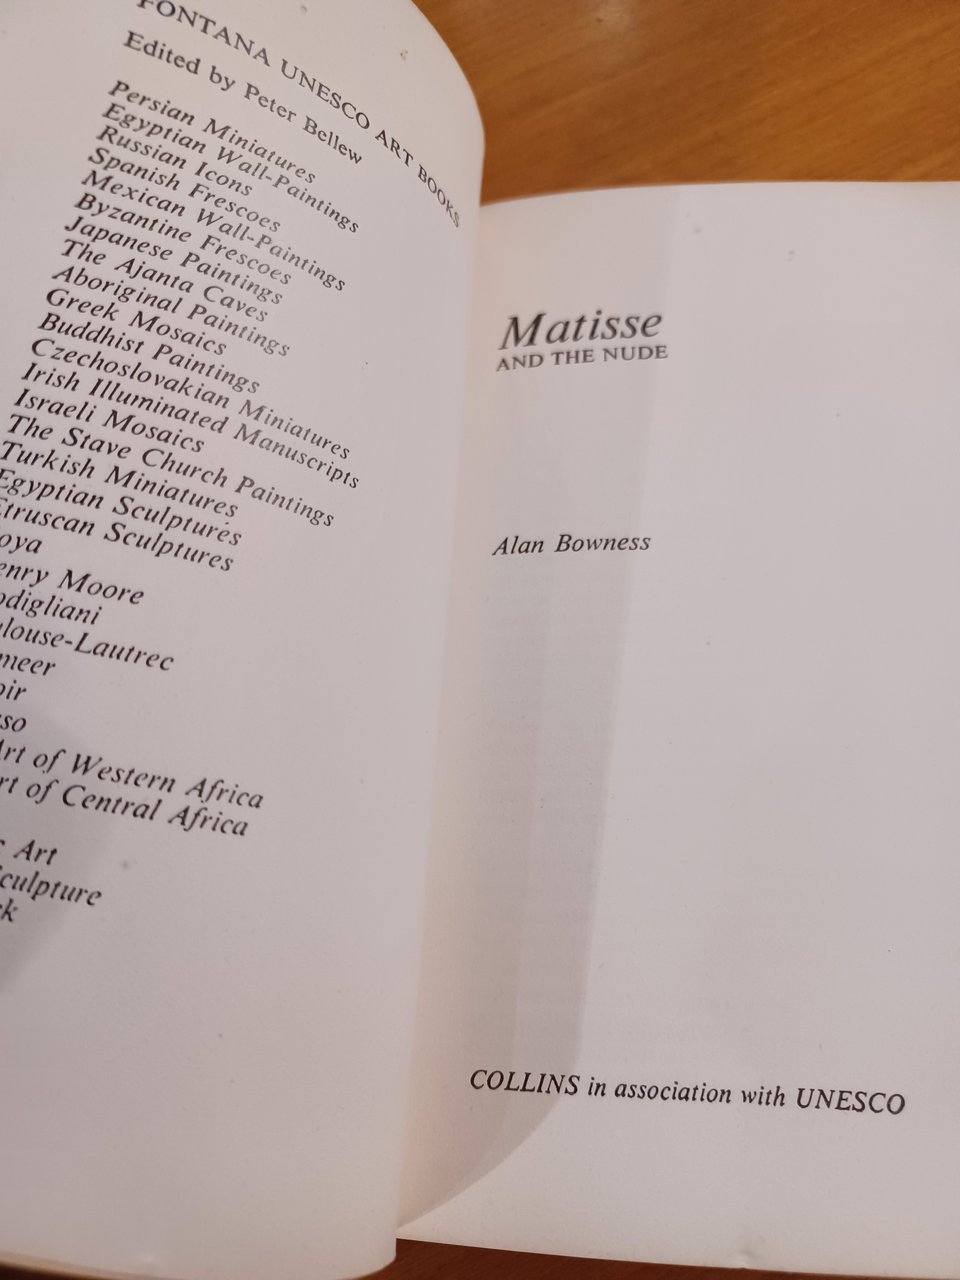 FONTANA UNESCO ART BOOKS
Edited by Peter Bellew
Persian Miniatures
Egyptian Wall-Paintings
Russian Icons
Spanish Frescoes
Mexican Wall-Paintings
Byzantine Frescoes
Japanese Paintings
The Ajanta Caves
Aboriginal Paintings
Greek Mosaics
Buddhist Paintings
Czechoslovakian Miniatures
Irish Illuminated Manuscripts
Israeli Mosaics
The Stave Church Paintings
Turkish Miniatures
Egyptian Sculptures
Etruscan Sculptures
oya
enry Moore
odigliani
ulouse-Lautrec
meer
oir
sso
Art of Western Africa
rt of Central Africa
Art
culpture
Matisse
AND THE NUDE
Alan Bowness
COLLINS in association with UNESCO